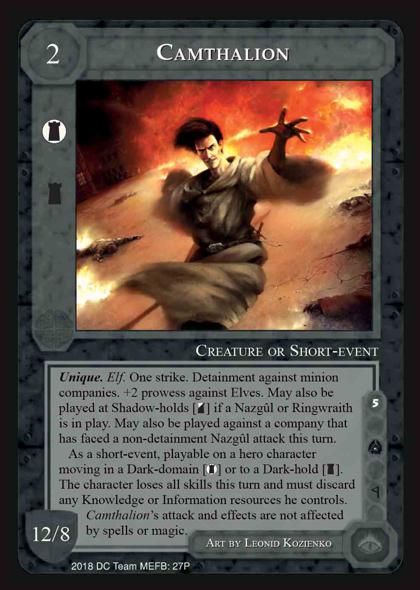 2
CAMTHALION
CREATURE OR SHORT-EVENT
Unique. Elf. One strike. Detainment against minion
companies. +2 prowess against Elves. May also be
played at Shadow-holds [ ] if a Nazgûl or Ringwraith
is in play. May also be played against a company that
has faced a non-detainment Nazgûl attack this turn.
As a short-event, playable on a hero character
moving in a Dark-domain [ ] or to a Dark-hold [ ].
The character loses all skills this turn and must discard
any Knowledge or Information resources he controls.
Camthalion's attack and effects are not affected
by spells or magic.
5
12/8
ART BY LEONID KOZIENKO
2018 DC Team MEFB: 27P